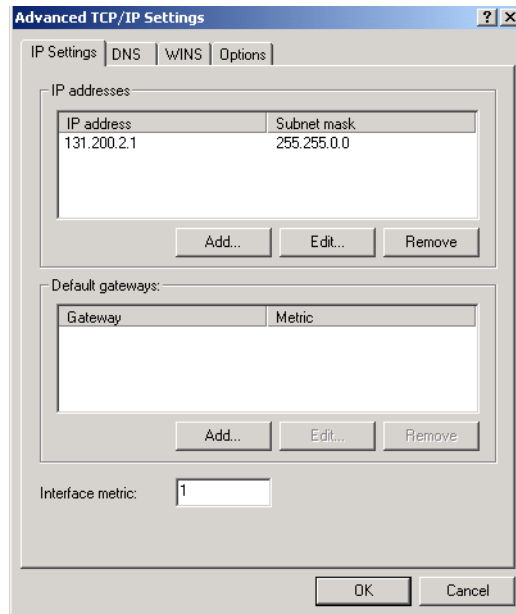 Advanced TCP/IP Settings
IP Settings DNS WINS Options
IP addresses
IP address Subnet mask
131.200.2.1 255.255.0.0
Add... Edit... Remove
Default gateways:
Gateway Metric
Add... Edit... Remove
Interface metric: 1
OK Cancel